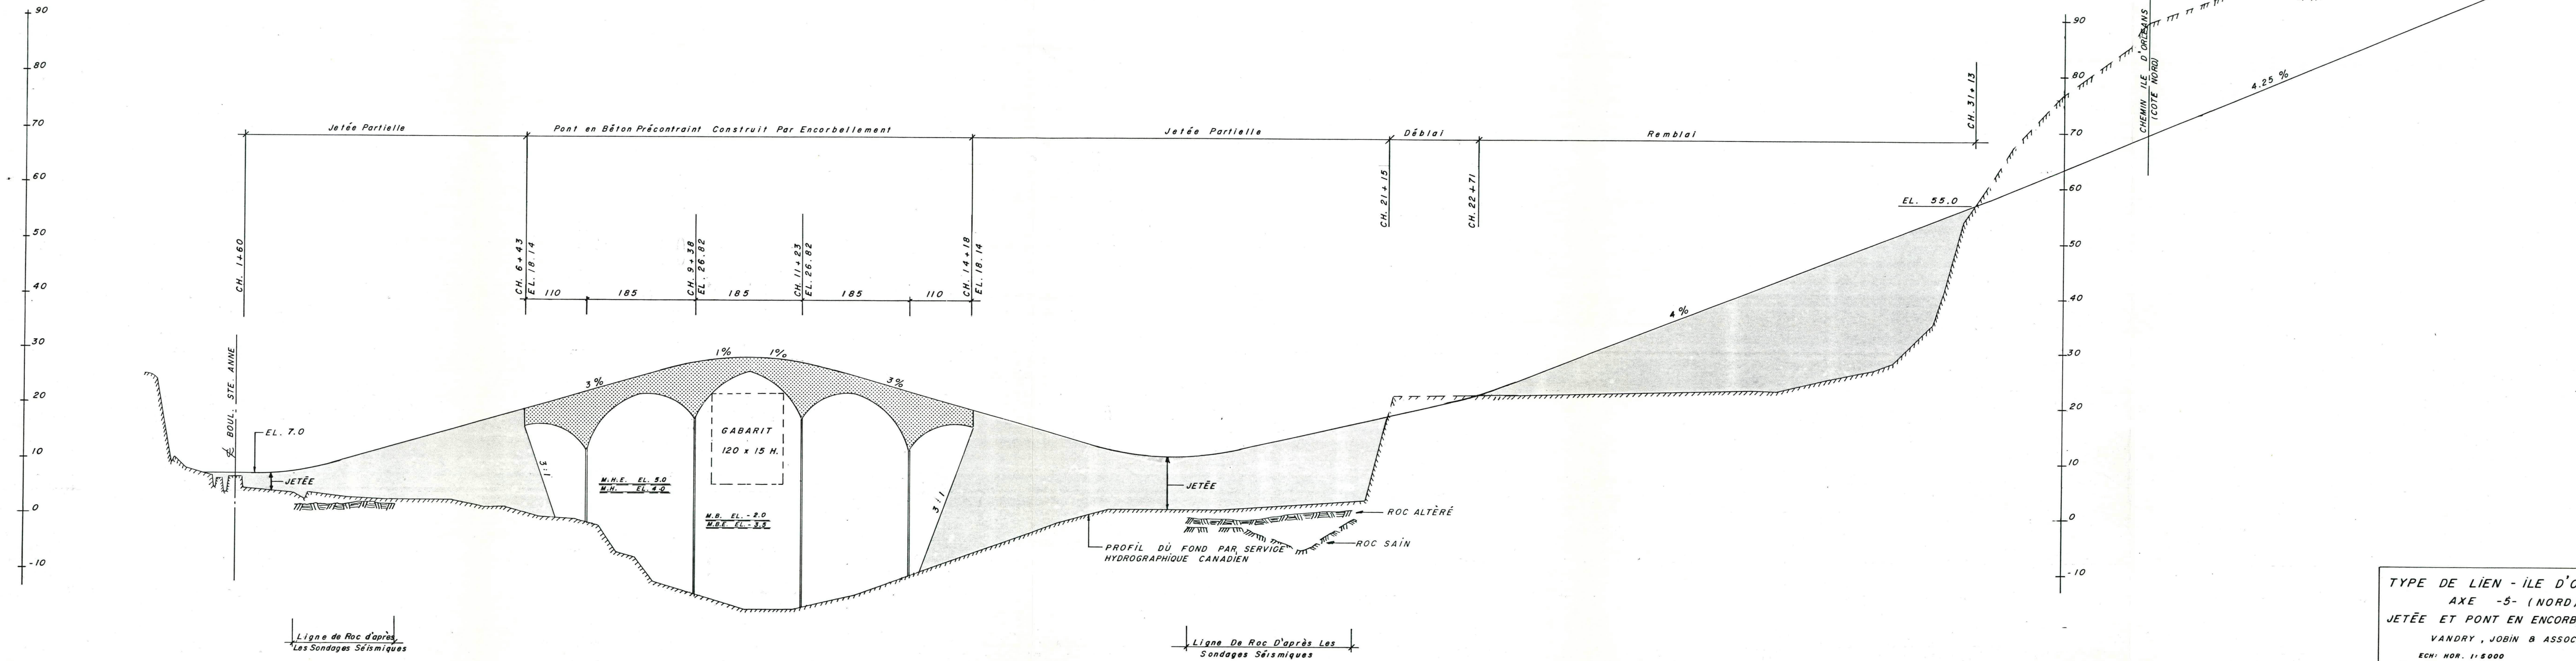 90
80
70
60
50
40
30
20
10
0
-10
Jetée Partielle
Pont en Béton Précontraint Construit Par Encorbellement
Jetée Partielle
Déblai
Remblai
CH. 1+60
CH. 6+43
EL. 18.14
CH. 9+38
EL. 26.82
CH. 11+23
EL. 26.82
CH. 14+18
EL. 18.14
CH. 21+15
CH. 22+71
CH. 31+13
110
185
185
185
110
BOUL. STE. ANNE
EL. 7.0
JETÉE
3%
1%
1%
3%
GABARIT
120 x 15 H.
3:1
3:1
M.H.E. EL. 5.0
M.H. EL. 4.0
M.B. EL. -2.0
M.B.E. EL. -3.5
JETÉE
PROFIL DU FOND PAR SERVICE
HYDROGRAPHIQUE CANADIEN
ROC ALTÈRÉ
ROC SAIN
EL. 55.0
4%
4.25 %
CHEMIN ILE D'ORLÉANS
(COTE NORD)
90
80
70
60
50
40
30
20
10
0
-10
Ligne de Roc d'après
Les Sondages Séismiques
Ligne De Roc D'après Les
Sondages Séismiques
TYPE DE LIEN - ILE D'O
AXE -5- (NORD)
JETÉE ET PONT EN ENCORB
VANDRY, JOBIN & ASSOC
ECH: HOR. 1:5000